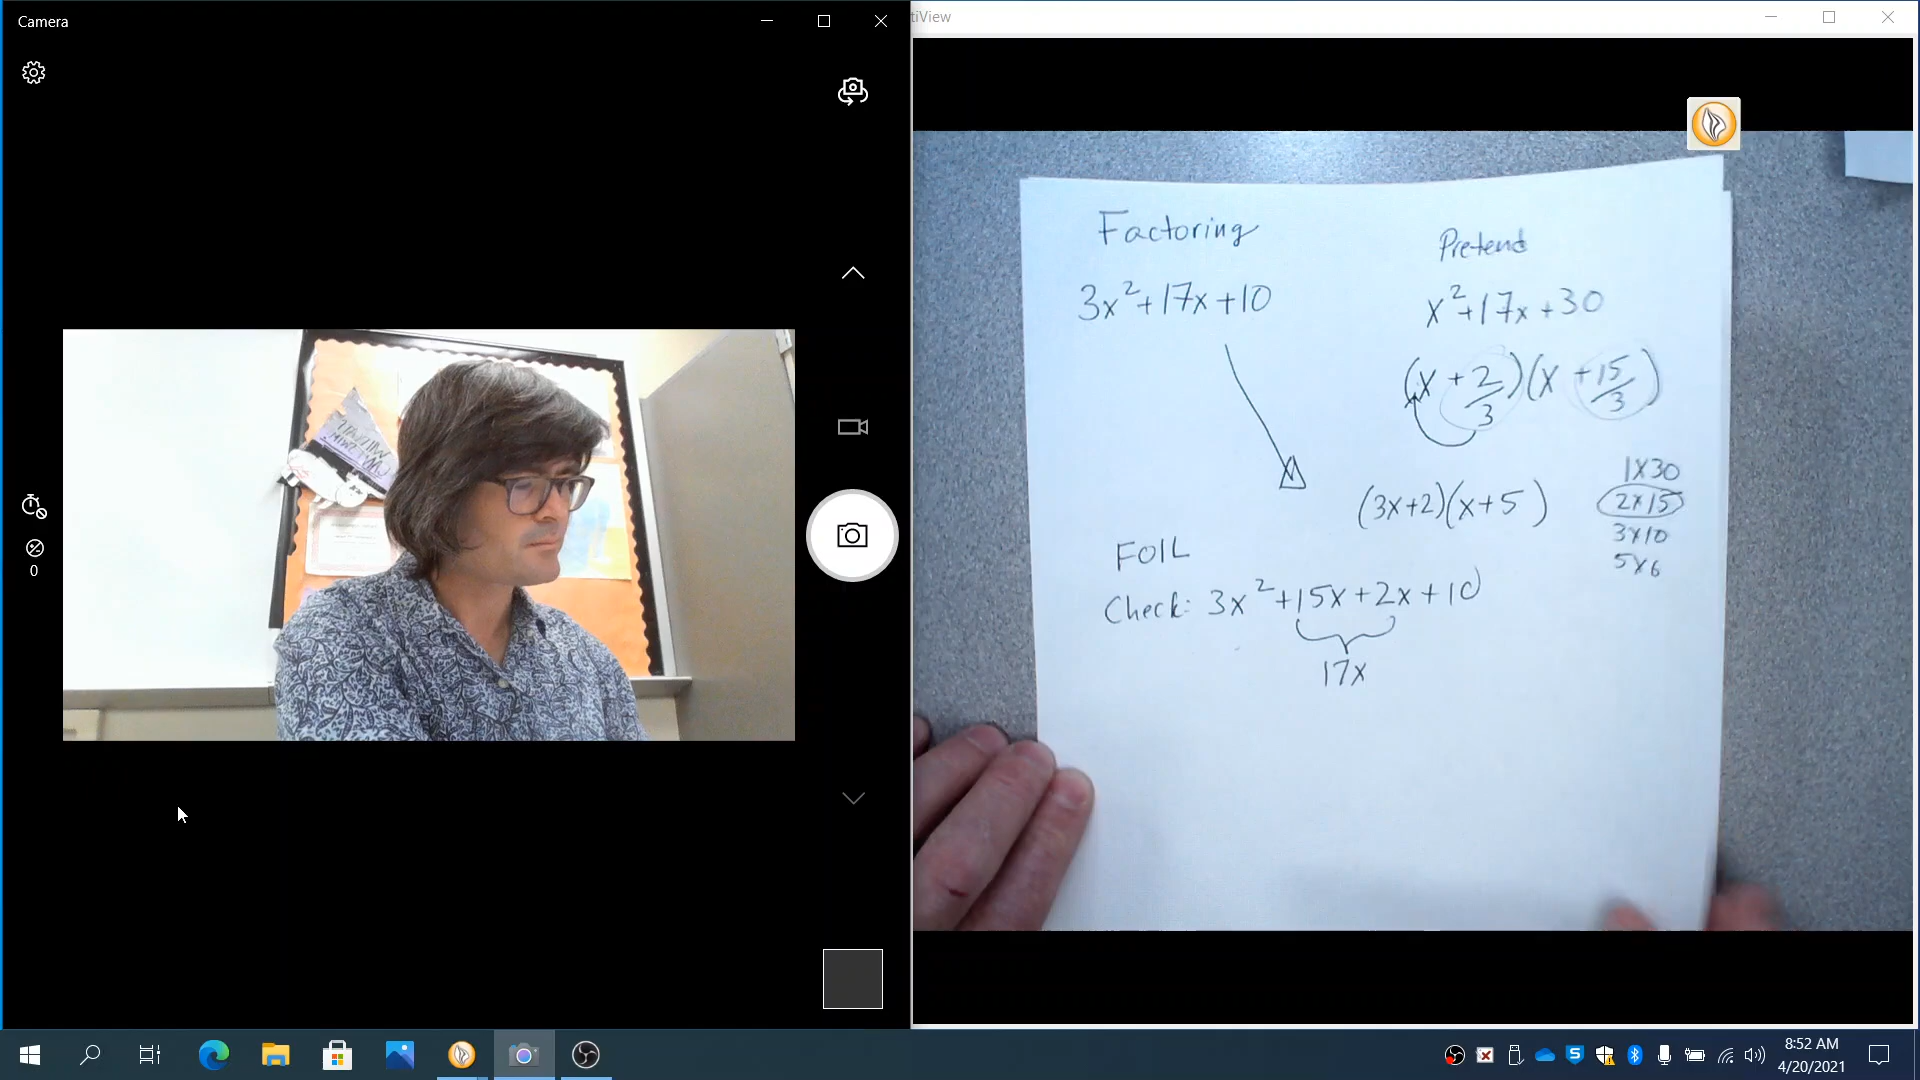 Camera
tiView
0
Factoring
3x²+17x+10
Pretend
x²+17x+30
(x+2/3)(x+15/3)
(3x+2)(x+5)
1x30
2x15
3x10
5x6
FOIL
Check: 3x²+15x+2x+10
17x
8:52 AM
4/20/2021